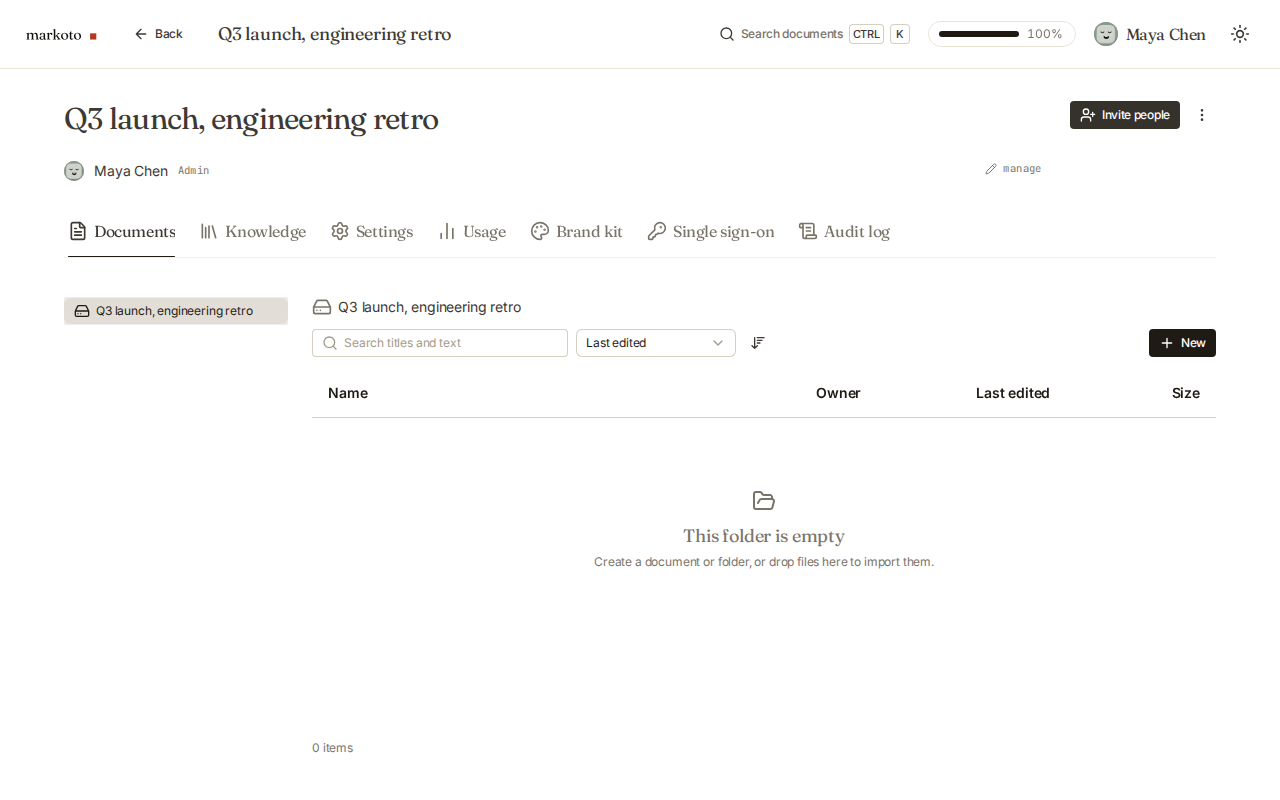 markoto
Back
Q3 launch, engineering retro
Search documents CTRL K
100%
Maya Chen
Q3 launch, engineering retro
Invite people
Maya Chen Admin
manage
Documents Knowledge Settings Usage Brand kit Single sign-on Audit log
Q3 launch, engineering retro
Q3 launch, engineering retro
Search titles and text
Last edited
New
Name Owner Last edited Size
This folder is empty
Create a document or folder, or drop files here to import them.
0 items